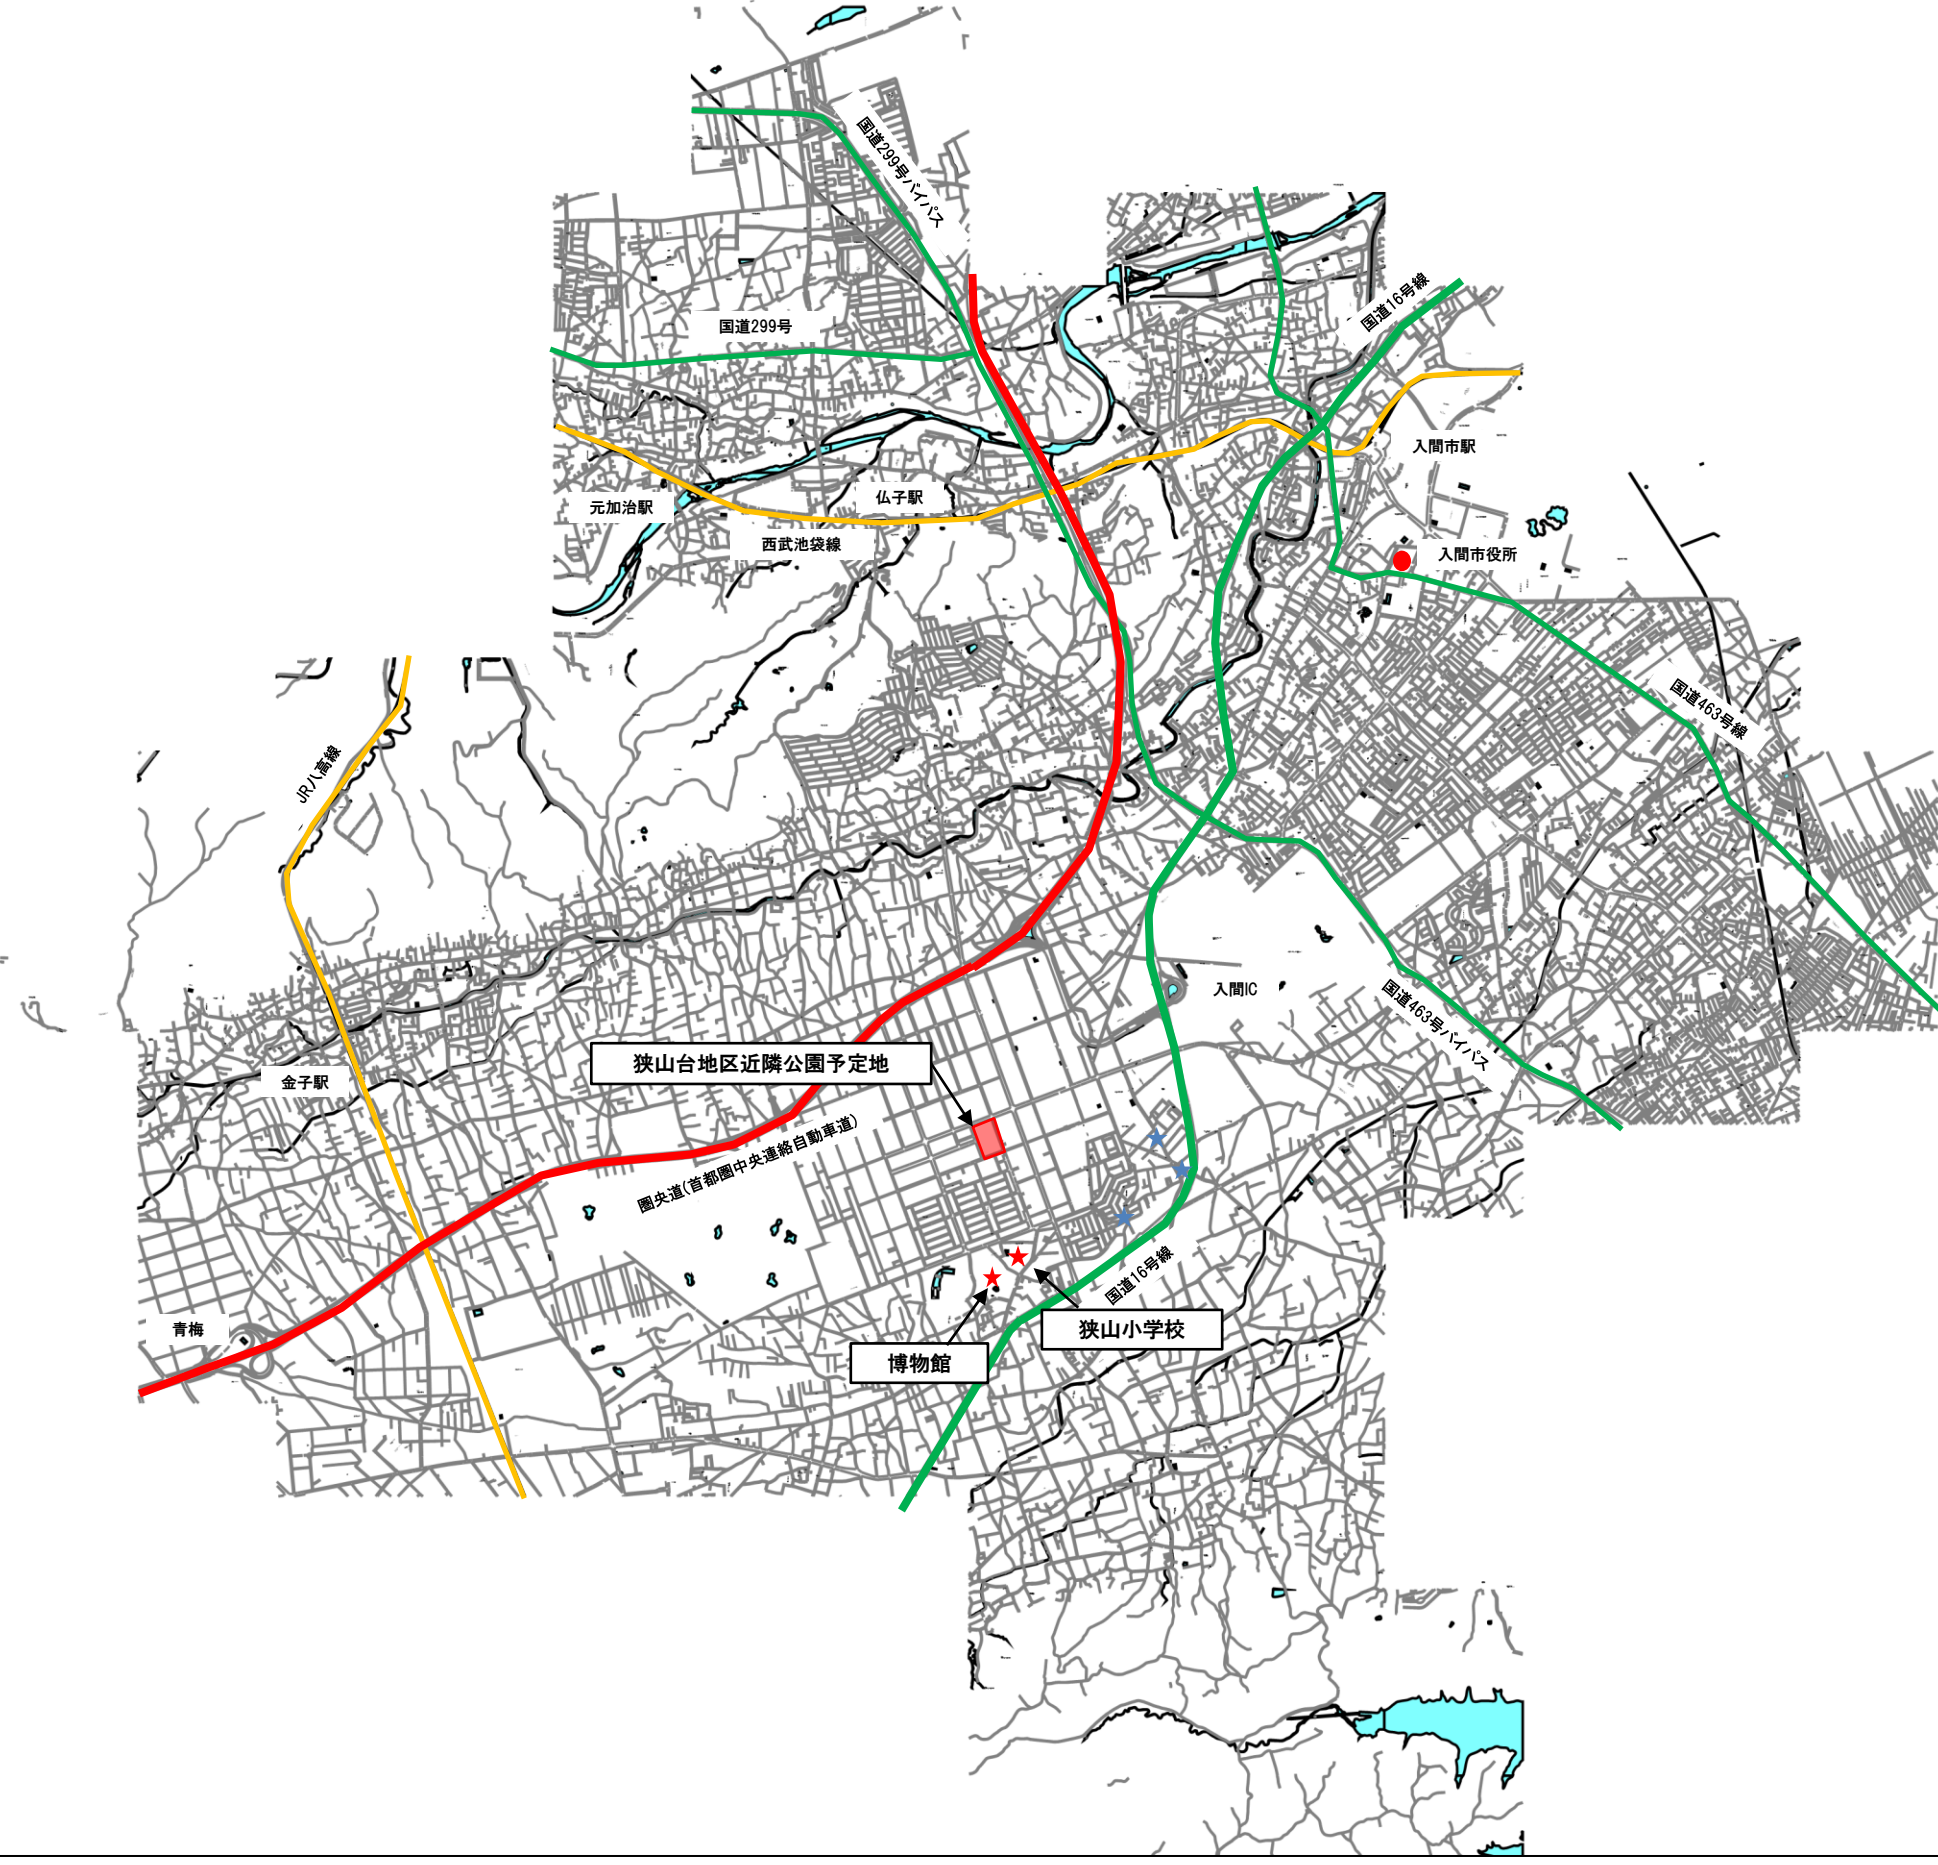 国道299号バイパス
国道16号線
国道299号
入間市駅
仏子駅
元加治駅
西武池袋線
入間市役所
国道463号線
JR八高線
入間IC
国道463号バイパス
狭山台地区近隣公園予定地
金子駅
圏央道(首都圏中央連絡自動車道)
国道16号線
青梅
狭山小学校
博物館